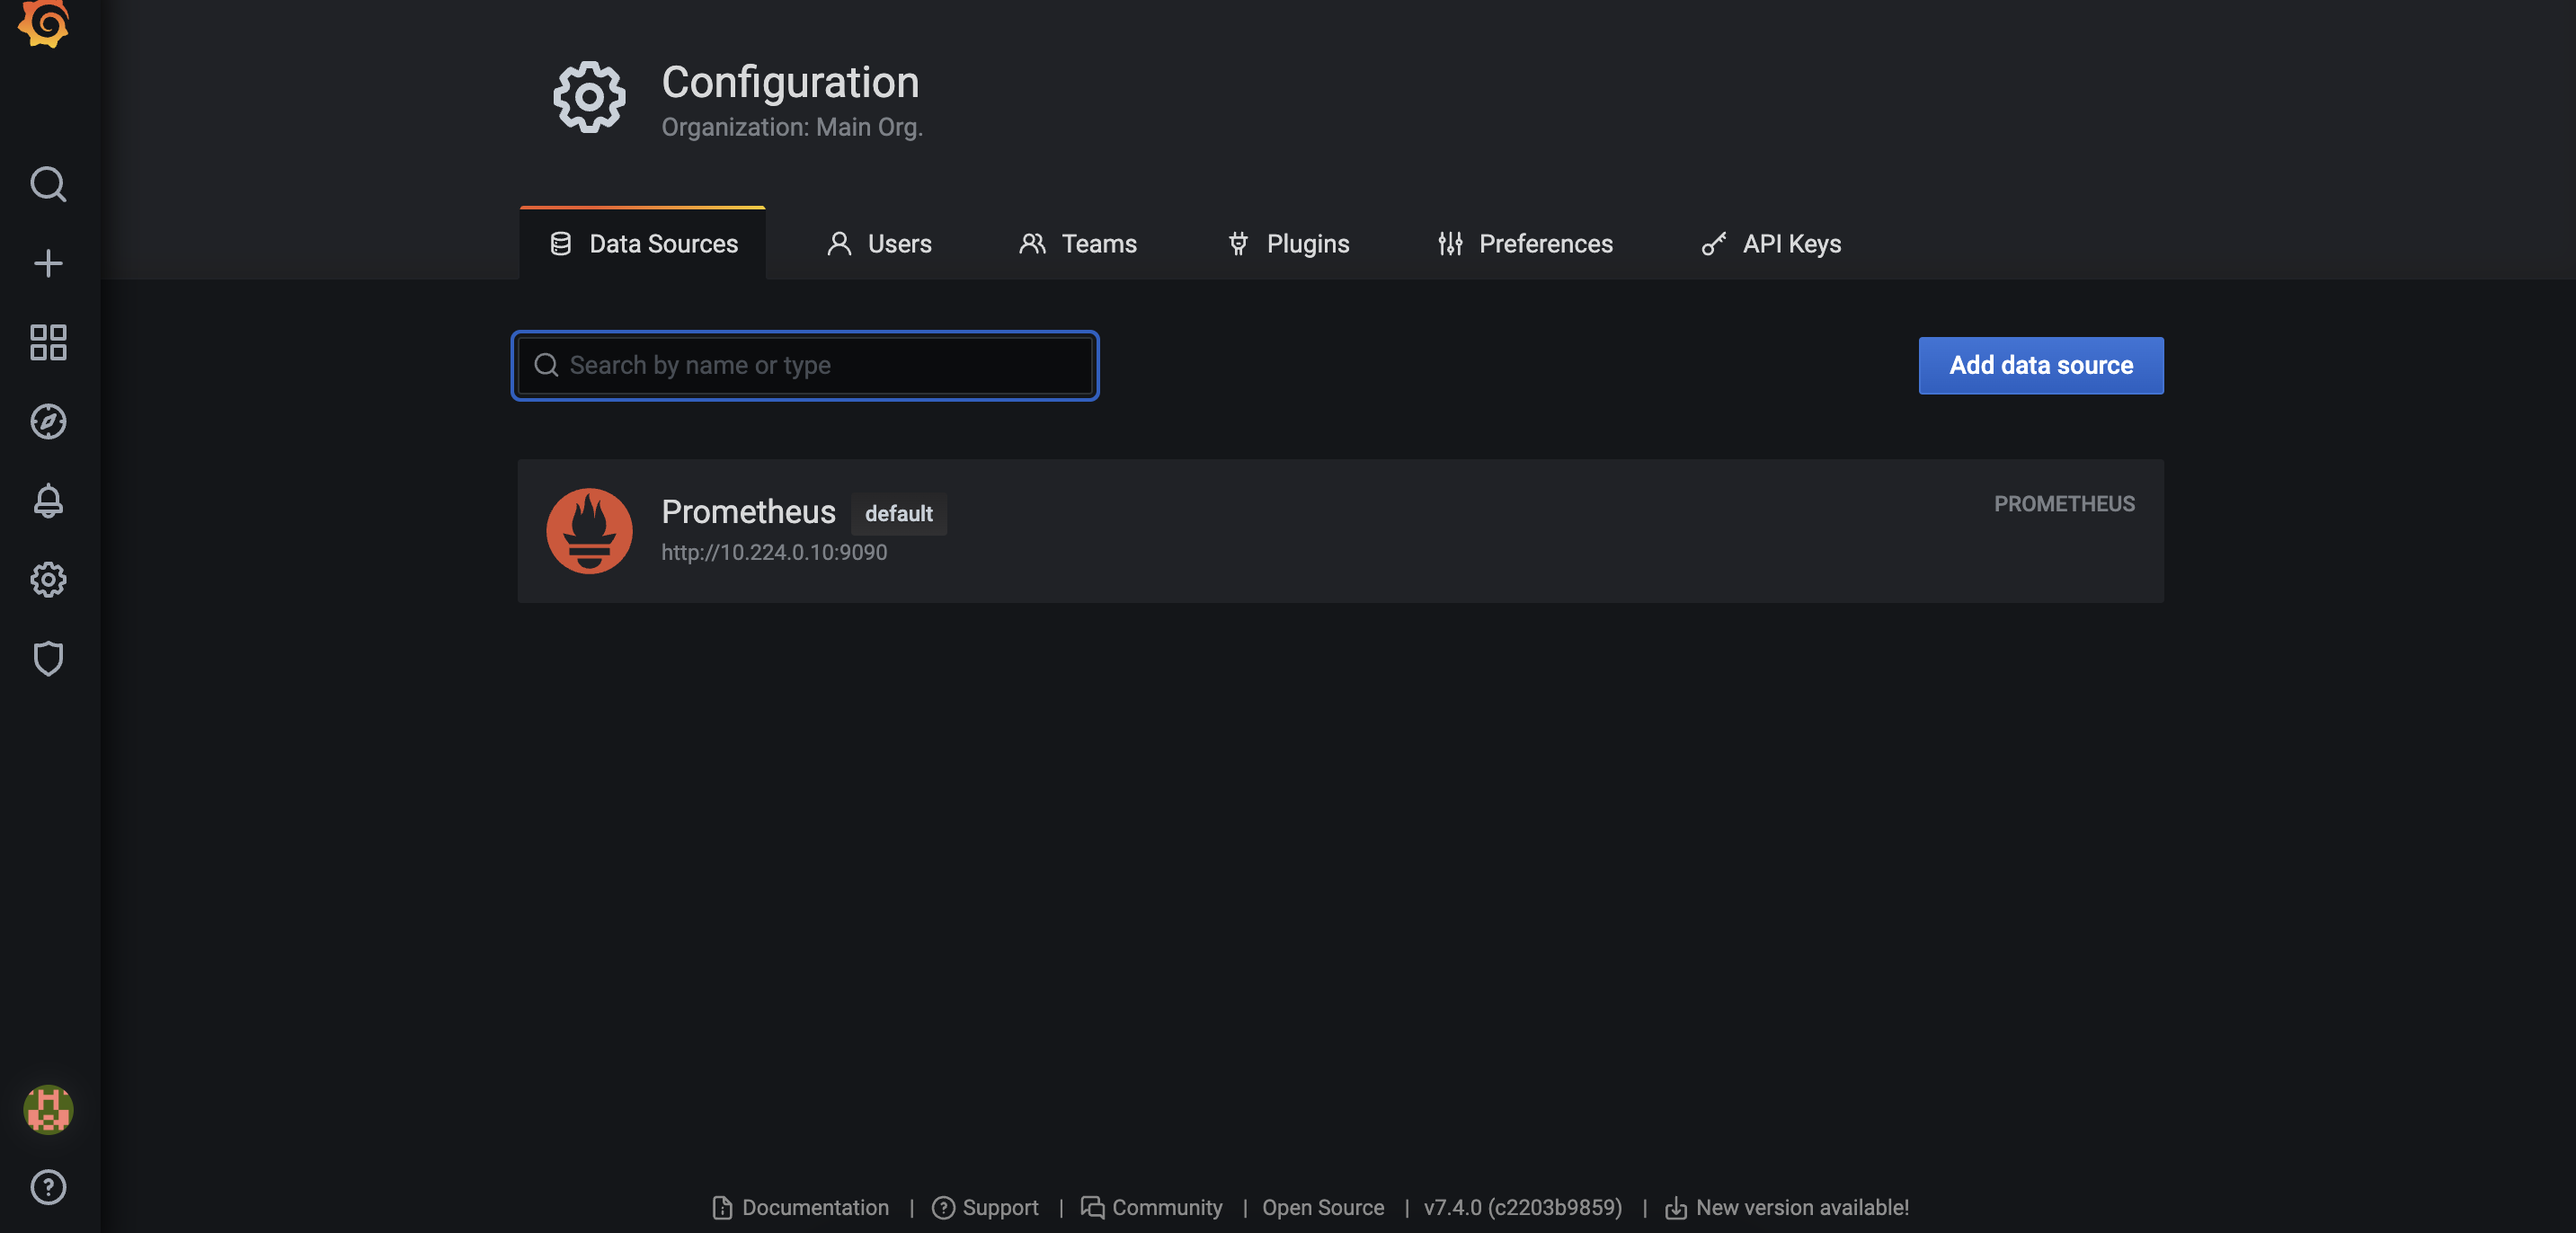 Configuration
Organization: Main Org.
Data Sources
Users
Teams
Plugins
Preferences
API Keys
Search by name or type
Add data source
Prometheus default
PROMETHEUS
http://10.224.0.10:9090
Documentation | Support | Community | Open Source | v7.4.0 (c2203b9859) | New version available!